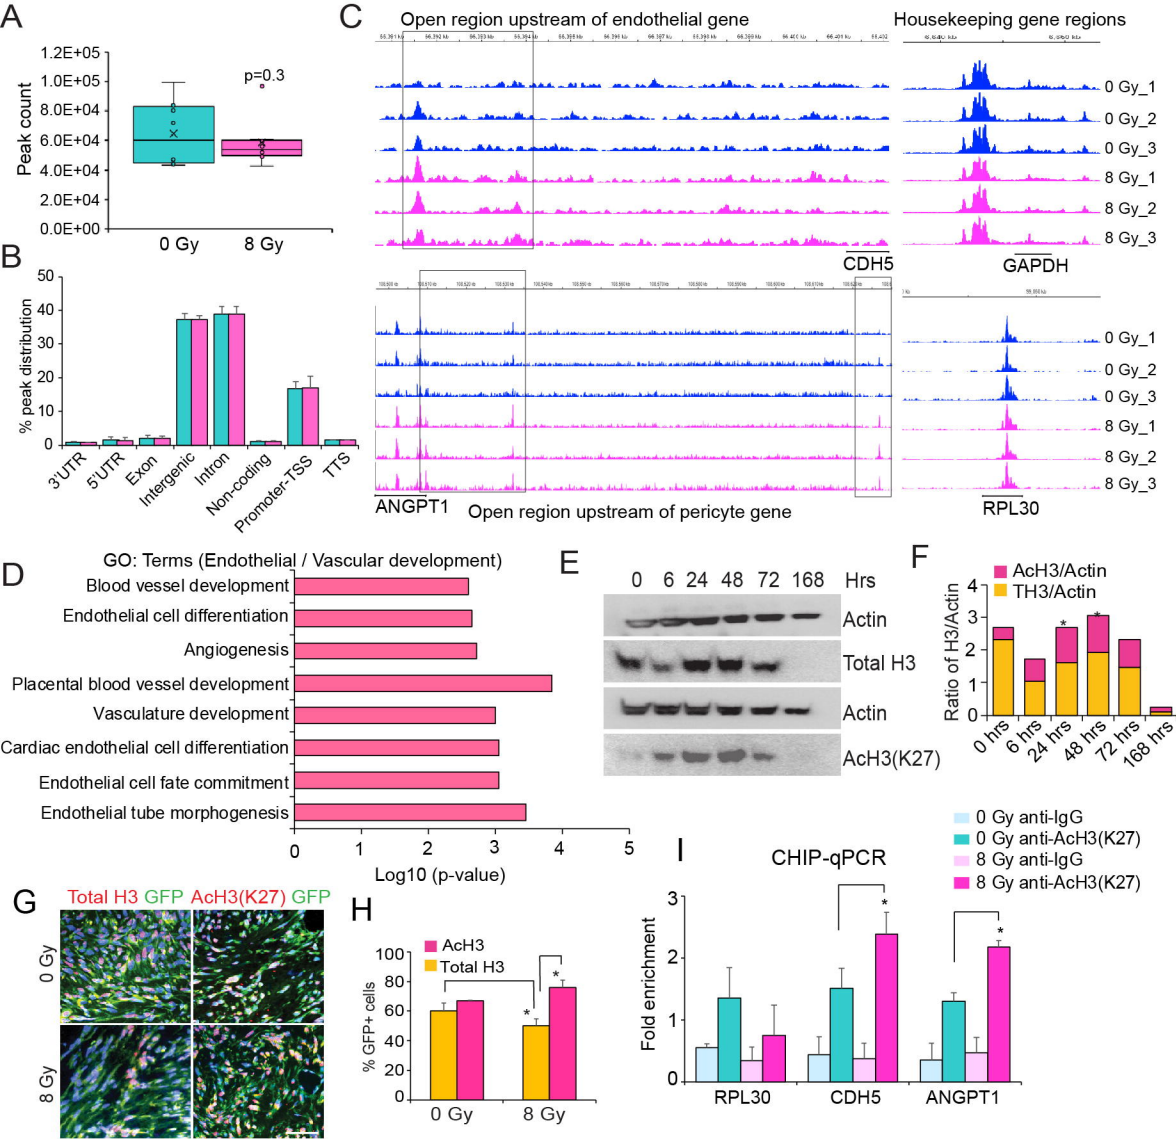 A
1.2E+05
1.0E+05
8.0E+04
6.0E+04
4.0E+04
2.0E+04
0.0E+00
Peak count
p=0.3
0 Gy
8 Gy
B
50
40
30
20
10
0
% peak distribution
3'UTR
5'UTR
Exon
Intergenic
Intron
Non-coding
Promoter-TSS
TTS
C
Open region upstream of endothelial gene
Housekeeping gene regions
0 Gy_1
0 Gy_2
0 Gy_3
8 Gy_1
8 Gy_2
8 Gy_3
CDH5
GAPDH
0 Gy_1
0 Gy_2
0 Gy_3
8 Gy_1
8 Gy_2
8 Gy_3
ANGPT1
Open region upstream of pericyte gene
RPL30
D
GO: Terms (Endothelial / Vascular development)
Blood vessel development
Endothelial cell differentiation
Angiogenesis
Placental blood vessel development
Vasculature development
Cardiac endothelial cell differentiation
Endothelial cell fate commitment
Endothelial tube morphogenesis
0 1 2 3 4 5
Log10 (p-value)
E
0 6 24 48 72 168 Hrs
Actin
Total H3
Actin
AcH3(K27)
F
AcH3/Actin
TH3/Actin
4
3
2
1
0
Ratio of H3/Actin
* *
0 hrs
6 hrs
24 hrs
48 hrs
72 hrs
168 hrs
G
Total H3 GFP AcH3(K27) GFP
0 Gy
8 Gy
H
AcH3
Total H3
100
80
60
40
20
0
% GFP+ cells
*
*
0 Gy
8 Gy
I
CHIP-qPCR
0 Gy anti-IgG
0 Gy anti-AcH3(K27)
8 Gy anti-IgG
8 Gy anti-AcH3(K27)
3
2
1
0
Fold enrichment
*
*
RPL30
CDH5
ANGPT1